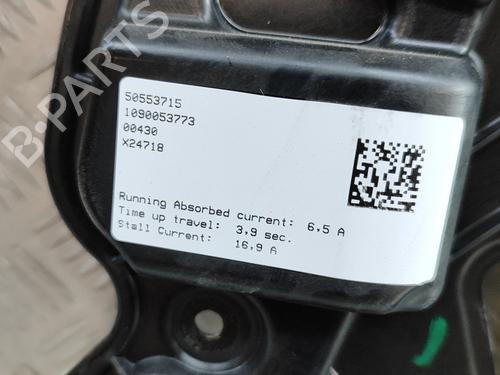 50553715
1090053773
00430
X24718
Running Absorbed current: 6,5 A
Time up travel: 3,9 sec.
Stall Current: 16,9 A
B-PARTS